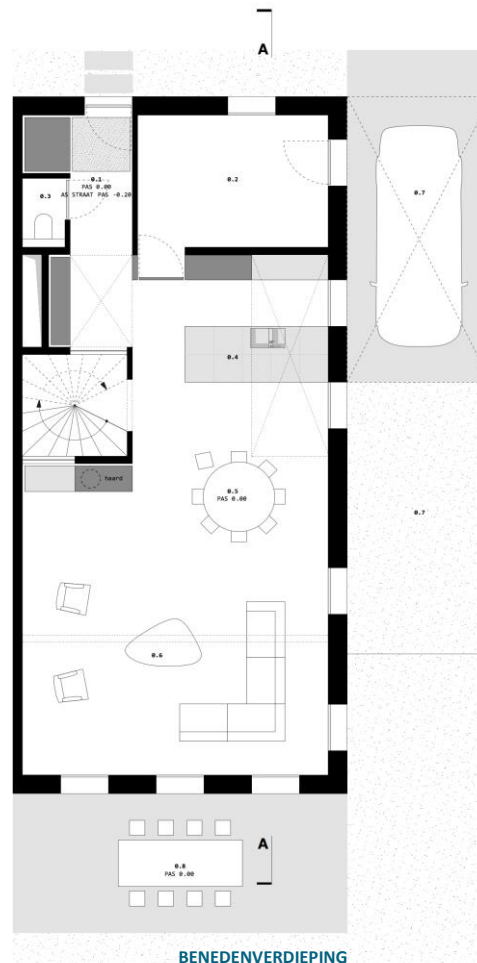 A
0.1
PAS 0.00
AS STRAAT PAS -0.20
0.2
0.3
0.7
0.4
haard
0.5
PAS 0.00
0.7
0.6
A
0.8
PAS 0.00
BENEDENVERDIEPING